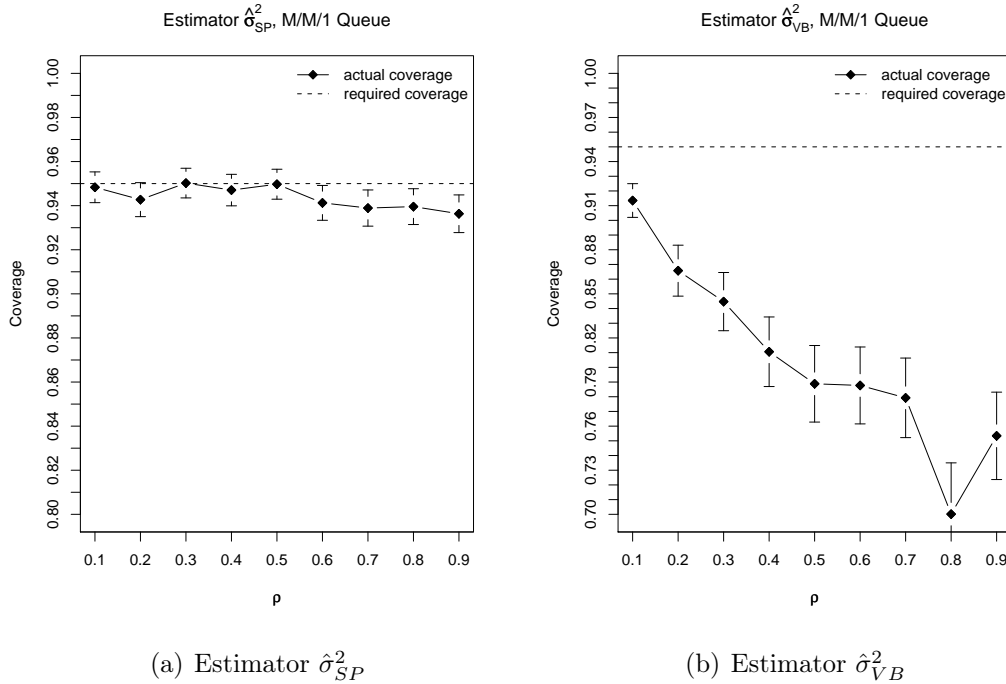 Estimator σ̂²SP, M/M/1 Queue
actual coverage
required coverage
Coverage
1.00
0.98
0.96
0.94
0.92
0.90
0.88
0.86
0.84
0.82
0.80
0.1 0.2 0.3 0.4 0.5 0.6 0.7 0.8 0.9
ρ
(a) Estimator σ̂²SP
Estimator σ̂²VB, M/M/1 Queue
actual coverage
required coverage
Coverage
1.00
0.97
0.94
0.91
0.88
0.85
0.82
0.79
0.76
0.73
0.70
0.1 0.2 0.3 0.4 0.5 0.6 0.7 0.8 0.9
ρ
(b) Estimator σ̂²VB